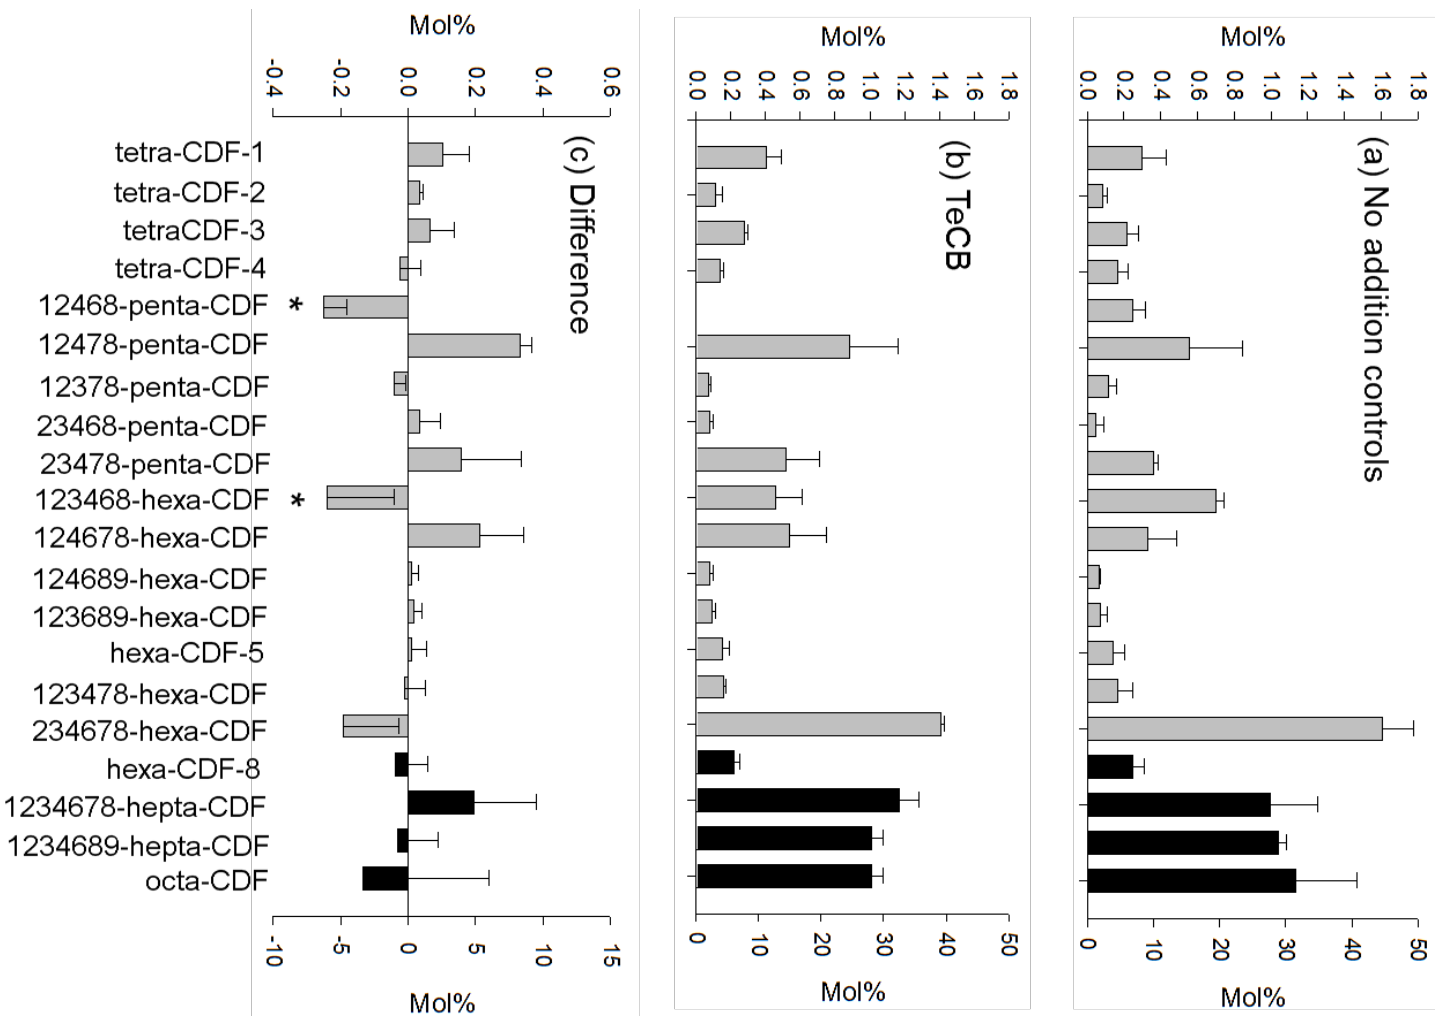 Mol%
-0.4 -0.2 0.0 0.2 0.4 0.6
(c) Difference
tetra-CDF-1
tetra-CDF-2
tetraCDF-3
tetra-CDF-4
12468-penta-CDF *
12478-penta-CDF
12378-penta-CDF
23468-penta-CDF
23478-penta-CDF
123468-hexa-CDF *
124678-hexa-CDF
124689-hexa-CDF
123689-hexa-CDF
hexa-CDF-5
123478-hexa-CDF
234678-hexa-CDF
hexa-CDF-8
1234678-hepta-CDF
1234689-hepta-CDF
octa-CDF
-10 -5 0 5 10 15
Mol%
Mol%
0.0 0.2 0.4 0.6 0.8 1.0 1.2 1.4 1.6 1.8
(b) TeCB
0 10 20 30 40 50
Mol%
Mol%
0.0 0.2 0.4 0.6 0.8 1.0 1.2 1.4 1.6 1.8
(a) No addition controls
0 10 20 30 40 50
Mol%